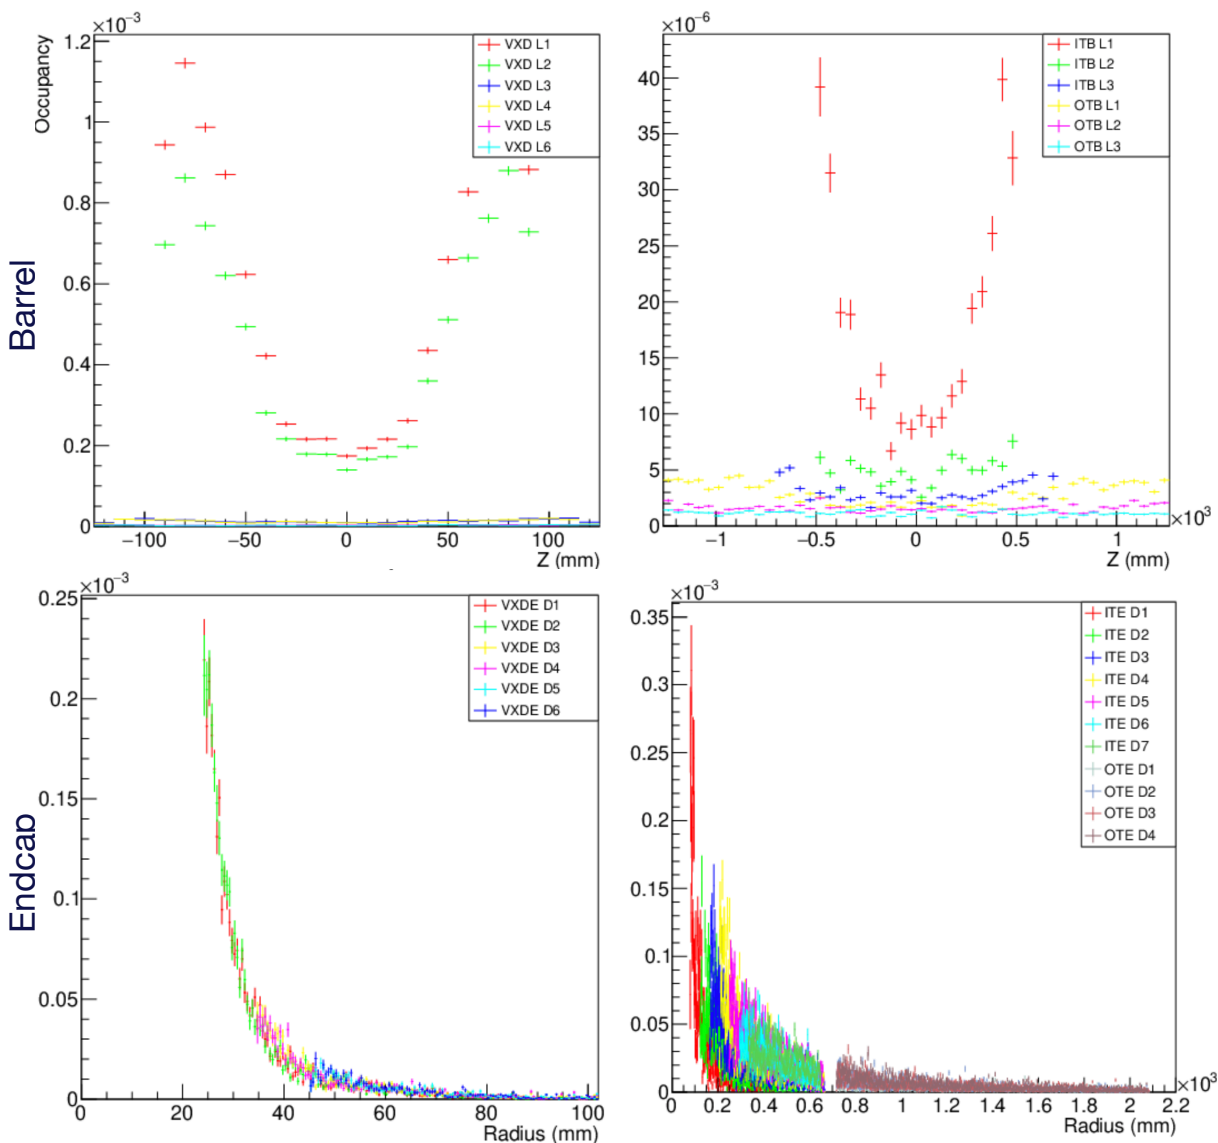 ×10⁻³
Occupancy
1.2
1
0.8
0.6
0.4
0.2
0
−100 −50 0 50 100
Z (mm)
VXD L1
VXD L2
VXD L3
VXD L4
VXD L5
VXD L6
×10⁻⁶
40
35
30
25
20
15
10
5
0
−1 −0.5 0 0.5 1
×10³
Z (mm)
ITB L1
ITB L2
ITB L3
OTB L1
OTB L2
OTB L3
Barrel
×10⁻³
0.25
0.2
0.15
0.1
0.05
0
0 20 40 60 80 100
Radius (mm)
VXDE D1
VXDE D2
VXDE D3
VXDE D4
VXDE D5
VXDE D6
×10⁻³
0.35
0.3
0.25
0.2
0.15
0.1
0.05
0
0 0.2 0.4 0.6 0.8 1 1.2 1.4 1.6 1.8 2 2.2
×10³
Radius (mm)
ITE D1
ITE D2
ITE D3
ITE D4
ITE D5
ITE D6
ITE D7
OTE D1
OTE D2
OTE D3
OTE D4
Endcap